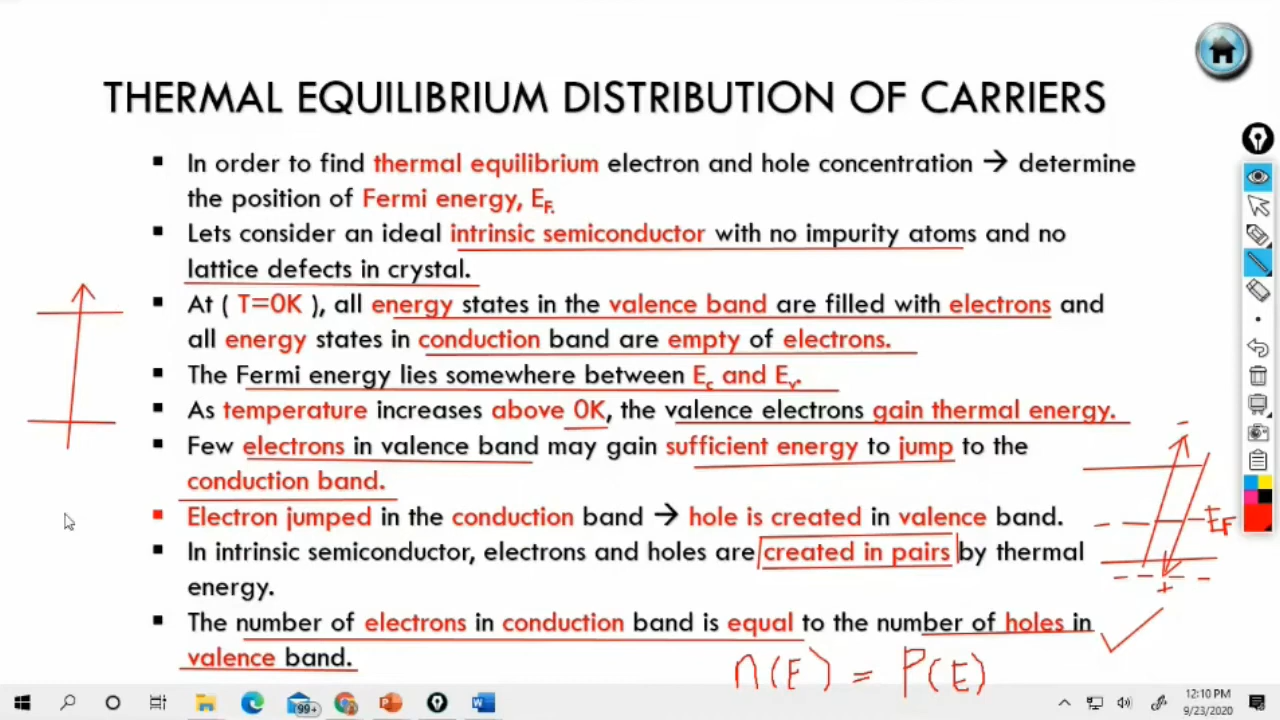 THERMAL EQUILIBRIUM DISTRIBUTION OF CARRIERS
▪ In order to find thermal equilibrium electron and hole concentration → determine
the position of Fermi energy, EF.
▪ Lets consider an ideal intrinsic semiconductor with no impurity atoms and no
lattice defects in crystal.
▪ At ( T=0K ), all energy states in the valence band are filled with electrons and
all energy states in conduction band are empty of electrons.
▪ The Fermi energy lies somewhere between Ec and Ev.
▪ As temperature increases above 0K, the valence electrons gain thermal energy.
▪ Few electrons in valence band may gain sufficient energy to jump to the
conduction band.
▪ Electron jumped in the conduction band → hole is created in valence band.
- EF
▪ In intrinsic semiconductor, electrons and holes are created in pairs by thermal
energy.
+
▪ The number of electrons in conduction band is equal to the number of holes in
valence band.
n(E) = P(E)
99+
12:10 PM
9/23/2020